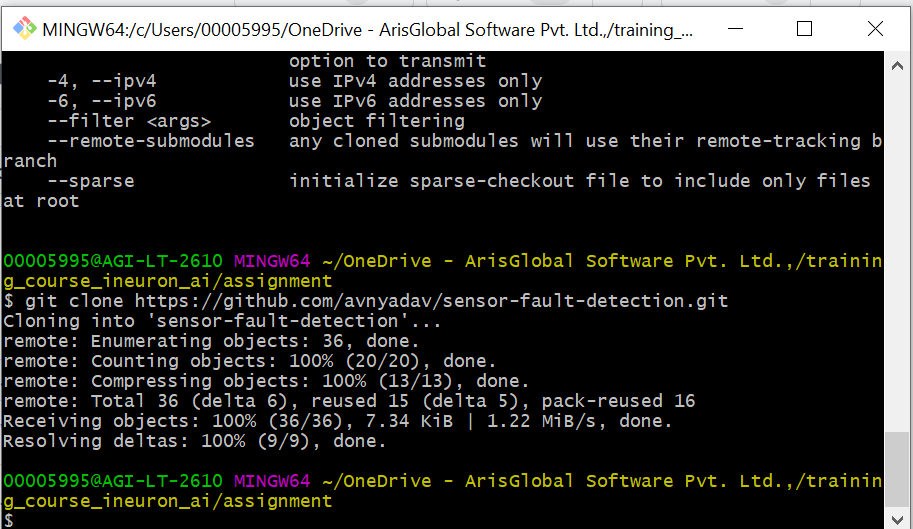 MINGW64:/c/Users/00005995/OneDrive - ArisGlobal Software Pvt. Ltd.,/training_...
option to transmit
-4, --ipv4 use IPv4 addresses only
-6, --ipv6 use IPv6 addresses only
--filter <args> object filtering
--remote-submodules any cloned submodules will use their remote-tracking b
ranch
--sparse initialize sparse-checkout file to include only files
at root
00005995@AGI-LT-2610 MINGW64 ~/OneDrive - ArisGlobal Software Pvt. Ltd.,/trainin
g_course_ineuron_ai/assignment
$ git clone https://github.com/avnyadav/sensor-fault-detection.git
Cloning into 'sensor-fault-detection'...
remote: Enumerating objects: 36, done.
remote: Counting objects: 100% (20/20), done.
remote: Compressing objects: 100% (13/13), done.
remote: Total 36 (delta 6), reused 15 (delta 5), pack-reused 16
Receiving objects: 100% (36/36), 7.34 KiB | 1.22 MiB/s, done.
Resolving deltas: 100% (9/9), done.
00005995@AGI-LT-2610 MINGW64 ~/OneDrive - ArisGlobal Software Pvt. Ltd.,/trainin
g_course_ineuron_ai/assignment
$